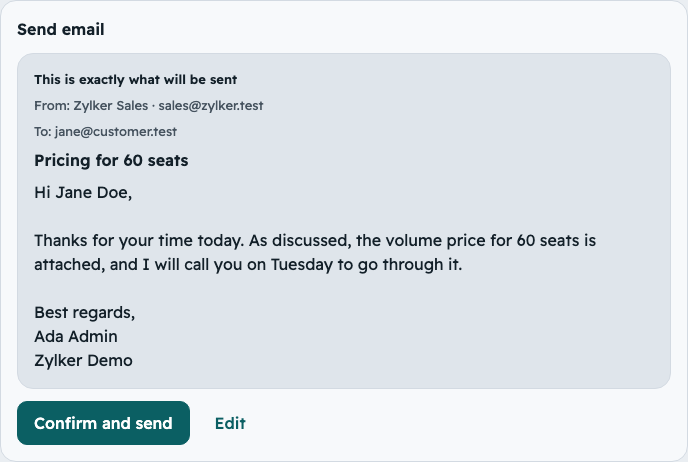 Send email
This is exactly what will be sent
From: Zylker Sales · sales@zylker.test
To: jane@customer.test
Pricing for 60 seats
Hi Jane Doe,
Thanks for your time today. As discussed, the volume price for 60 seats is
attached, and I will call you on Tuesday to go through it.
Best regards,
Ada Admin
Zylker Demo
Confirm and send
Edit